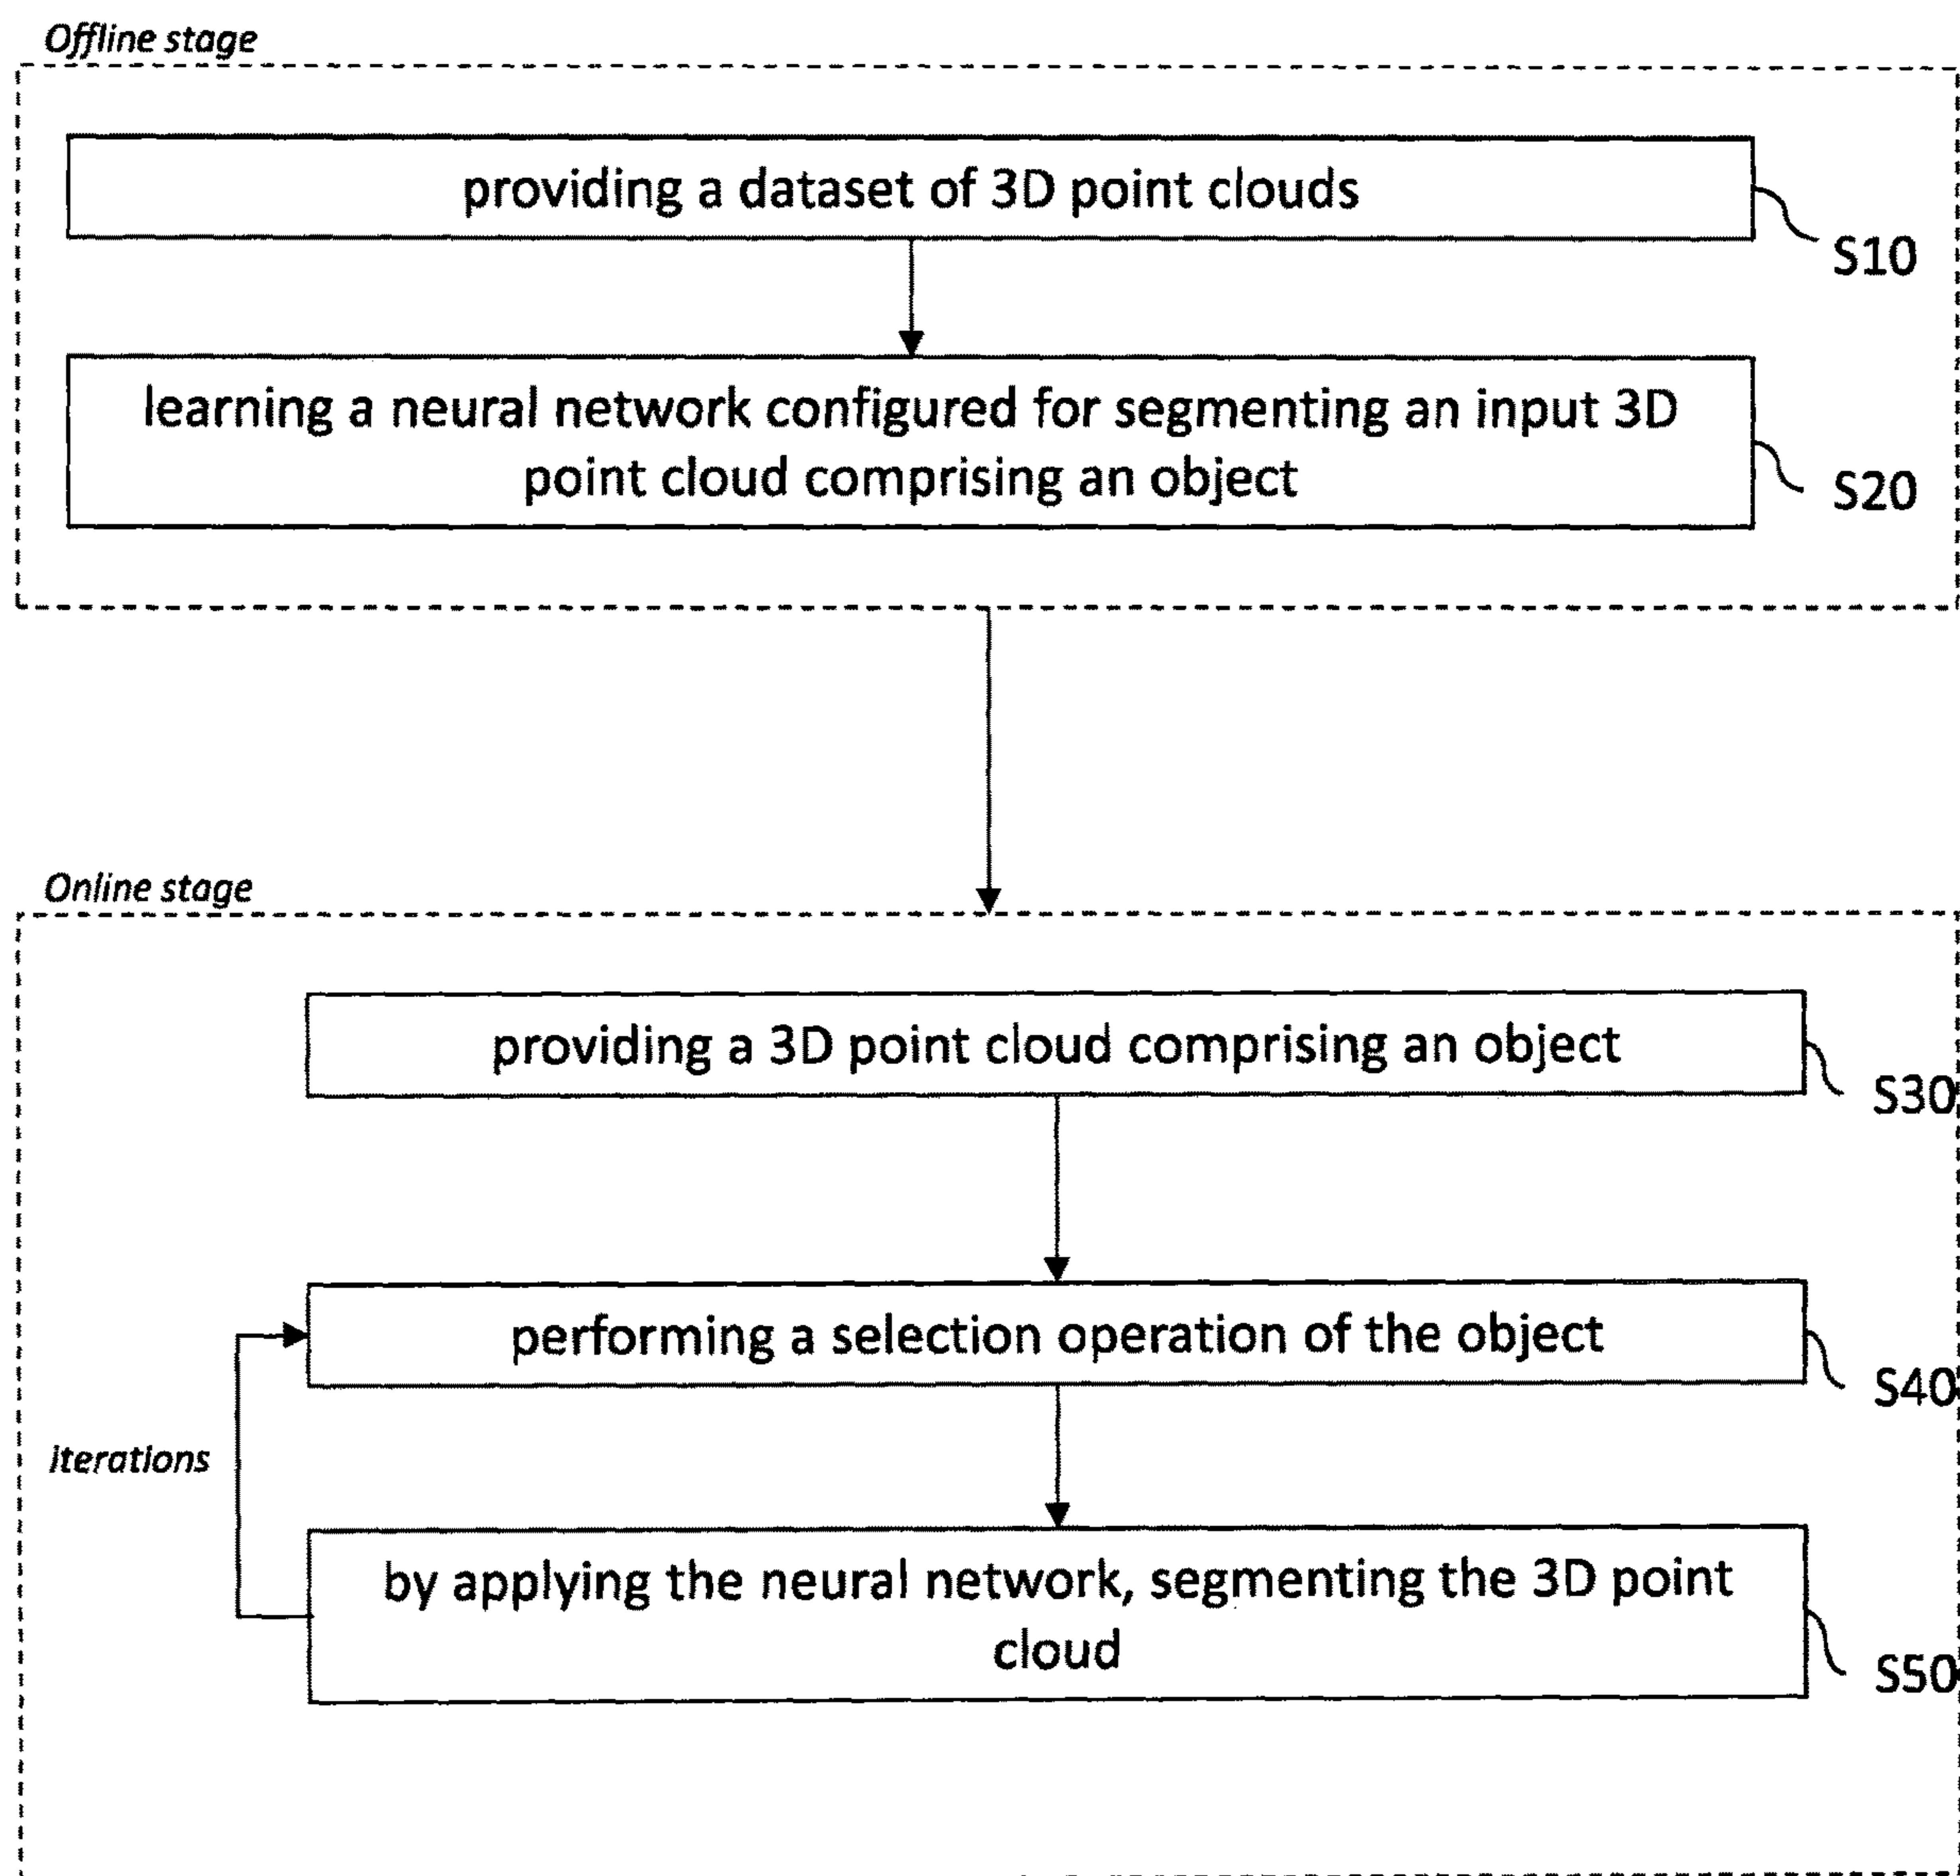 Offline stage
providing a dataset of 3D point clouds
S10
learning a neural network configured for segmenting an input 3D
point cloud comprising an object
S20
Online stage
providing a 3D point cloud comprising an object
S30
performing a selection operation of the object
S40
Iterations
by applying the neural network, segmenting the 3D point
cloud
S50